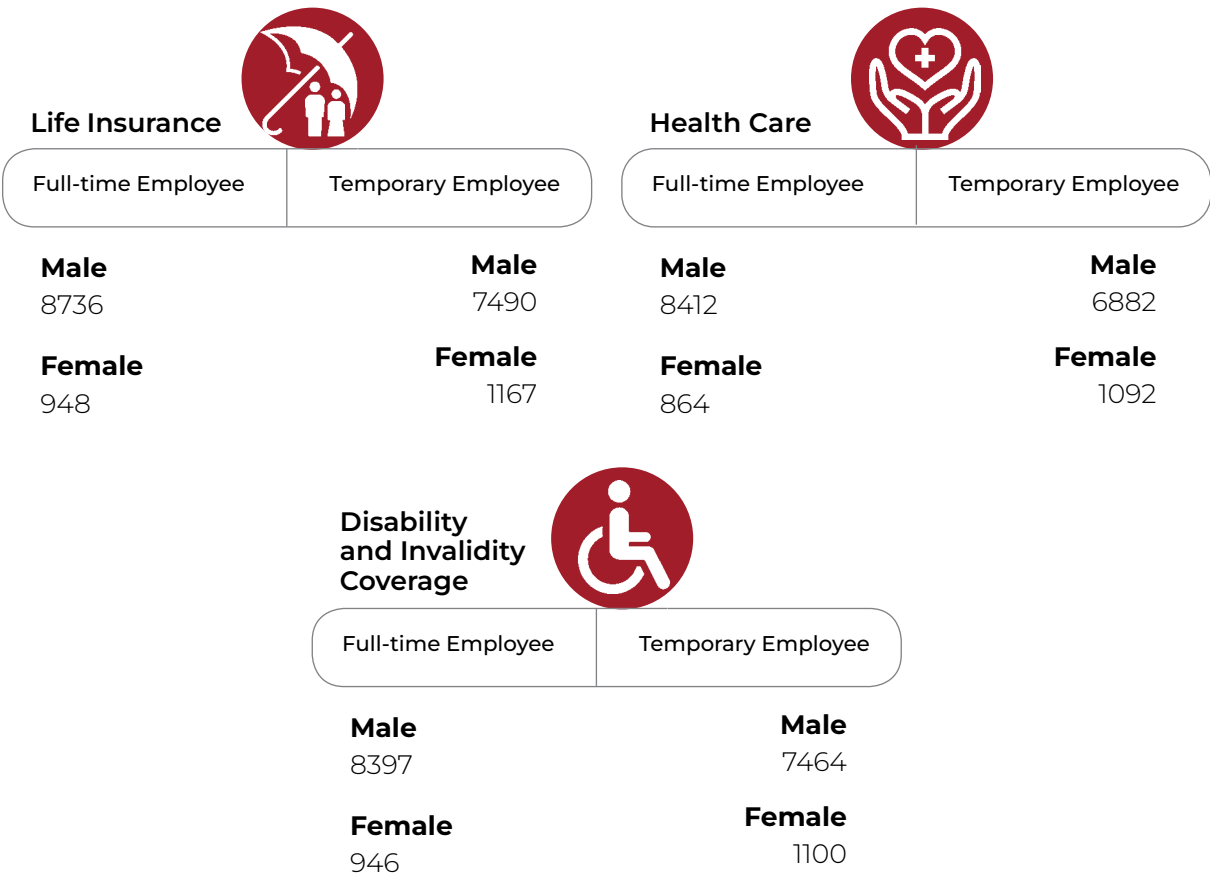 Life Insurance
Full-time Employee
Temporary Employee
Male
8736
Female
948
Male
7490
Female
1167
Health Care
Full-time Employee
Temporary Employee
Male
8412
Female
864
Male
6882
Female
1092
Disability
and Invalidity
Coverage
Full-time Employee
Temporary Employee
Male
8397
Female
946
Male
7464
Female
1100